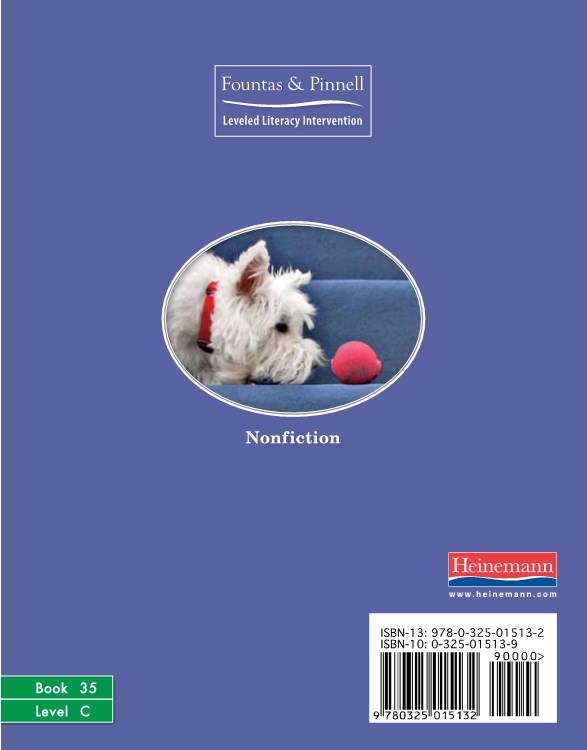 Fountas & Pinnell
Leveled Literacy Intervention
Nonfiction
Heinemann
www.heinemann.com
ISBN-13: 978-0-325-01513-2
ISBN-10: 0-325-01513-9
90000>
9 780325 015132
Book 35
Level C